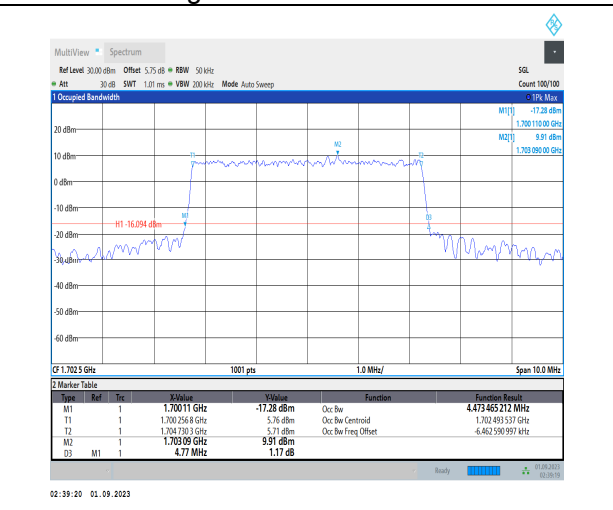 MultiView Spectrum
Ref Level 30.00 dBm Offset 5.75 dB RBW 50 kHz SGL
Att 30 dB SWT 1.01 ms VBW 200 kHz Mode Auto Sweep Count 100/100
1 Occupied Bandwidth 1Pk Max
M1[1] -17.28 dBm
1.700 110 00 GHz
M2[1] 9.91 dBm
1.703 090 00 GHz
20 dBm
M2
10 dBm
T1 T2
0 dBm
-10 dBm
M1 D3
H1 -16.094 dBm
-20 dBm
-30 dBm
-40 dBm
-50 dBm
-60 dBm
CF 1.702 5 GHz 1001 pts 1.0 MHz/ Span 10.0 MHz
2 Marker Table
Type Ref Trc X-Value Y-Value Function Function Result
M1 1 1.700 11 GHz -17.28 dBm Occ Bw 4.473 465 212 MHz
T1 1 1.700 256 8 GHz 5.76 dBm Occ Bw Centroid 1.702 493 537 GHz
T2 1 1.704 730 3 GHz 5.71 dBm Occ Bw Freq Offset -6.462 590 997 kHz
M2 1 1.703 09 GHz 9.91 dBm
D3 M1 1 4.77 MHz 1.17 dB
Ready 01.09.2023
02:39:19
02:39:20 01.09.2023